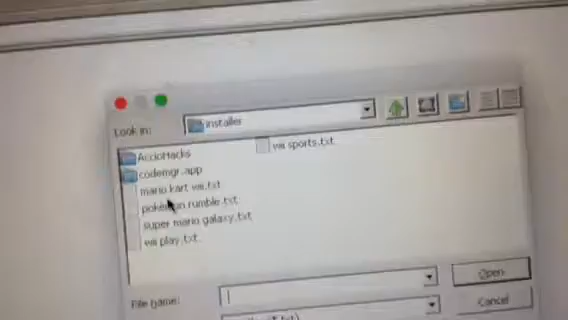 Look in:
installer
AccioHacks
codemgr.app
mario kart wii.txt
pokemon rumble.txt
super mario galaxy.txt
wii play.txt
wii sports.txt
File name:
Open
Cancel